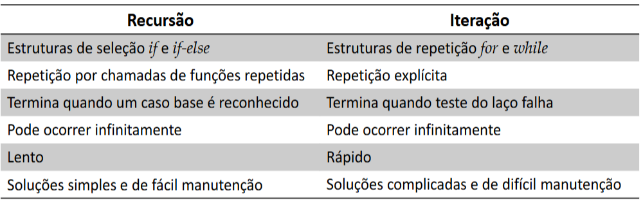 Recursão Iteração
Estruturas de seleção if e if-else Estruturas de repetição for e while
Repetição por chamadas de funções repetidas Repetição explícita
Termina quando um caso base é reconhecido Termina quando teste do laço falha
Pode ocorrer infinitamente Pode ocorrer infinitamente
Lento Rápido
Soluções simples e de fácil manutenção Soluções complicadas e de difícil manutenção